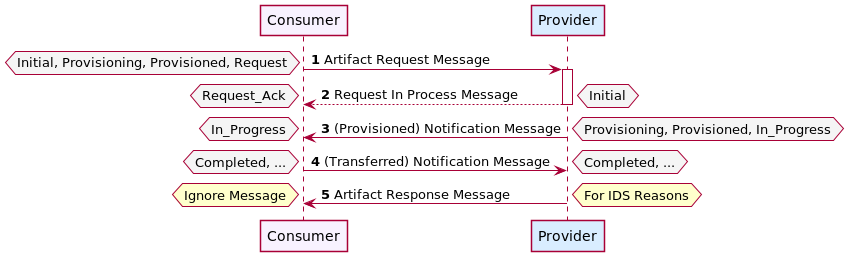 Consumer
Provider
Initial, Provisioning, Provisioned, Request
1 Artifact Request Message
Request_Ack
2 Request In Process Message
Initial
In_Progress
3 (Provisioned) Notification Message
Provisioning, Provisioned, In_Progress
Completed, ...
4 (Transferred) Notification Message
Completed, ...
Ignore Message
5 Artifact Response Message
For IDS Reasons
Consumer
Provider